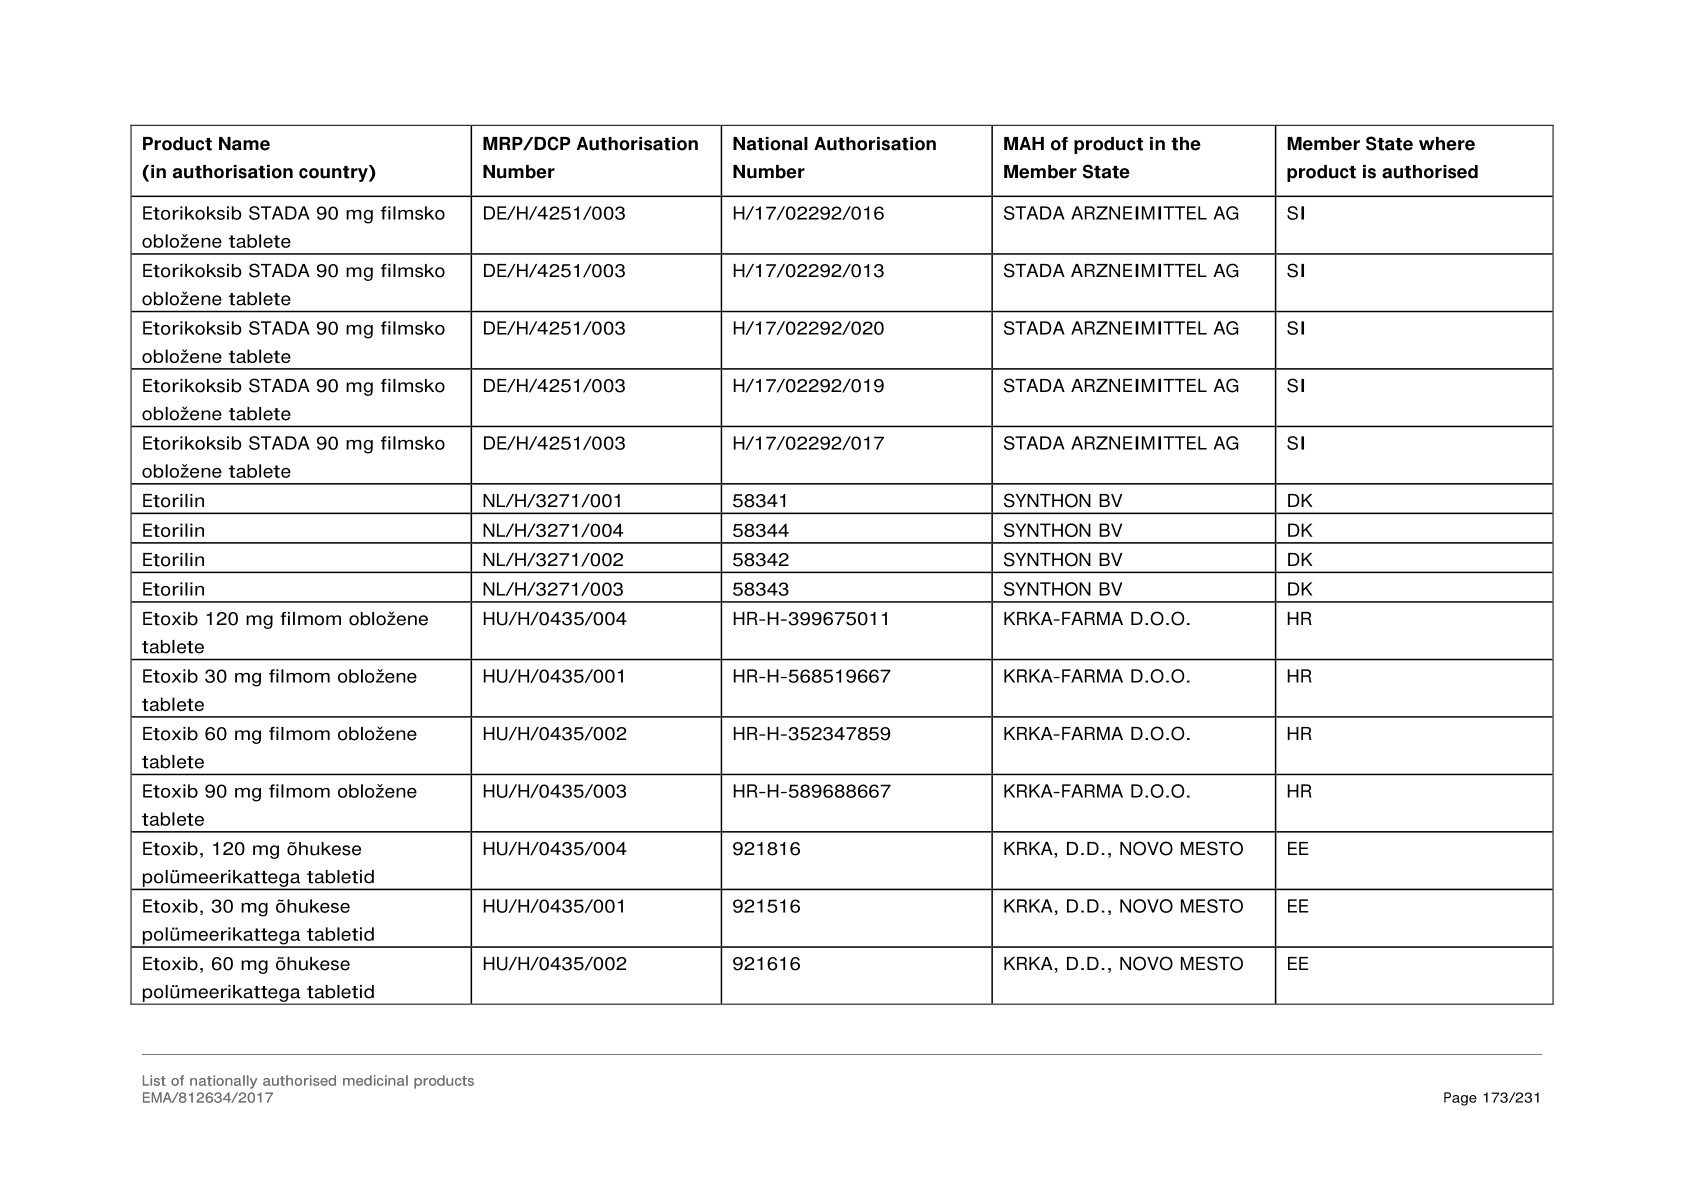 Product Name
(in authorisation country)
MRP/DCP Authorisation
Number
National Authorisation
Number
MAH of product in the
Member State
Member State where
product is authorised
Etorikoksib STADA 90 mg filmsko
obložene tablete
DE/H/4251/003
H/17/02292/016
STADA ARZNEIMITTEL AG
SI
Etorikoksib STADA 90 mg filmsko
obložene tablete
DE/H/4251/003
H/17/02292/013
STADA ARZNEIMITTEL AG
SI
Etorikoksib STADA 90 mg filmsko
obložene tablete
DE/H/4251/003
H/17/02292/020
STADA ARZNEIMITTEL AG
SI
Etorikoksib STADA 90 mg filmsko
obložene tablete
DE/H/4251/003
H/17/02292/019
STADA ARZNEIMITTEL AG
SI
Etorikoksib STADA 90 mg filmsko
obložene tablete
DE/H/4251/003
H/17/02292/017
STADA ARZNEIMITTEL AG
SI
Etorilin
NL/H/3271/001
58341
SYNTHON BV
DK
Etorilin
NL/H/3271/004
58344
SYNTHON BV
DK
Etorilin
NL/H/3271/002
58342
SYNTHON BV
DK
Etorilin
NL/H/3271/003
58343
SYNTHON BV
DK
Etoxib 120 mg filmom obložene
tablete
HU/H/0435/004
HR-H-399675011
KRKA-FARMA D.O.O.
HR
Etoxib 30 mg filmom obložene
tablete
HU/H/0435/001
HR-H-568519667
KRKA-FARMA D.O.O.
HR
Etoxib 60 mg filmom obložene
tablete
HU/H/0435/002
HR-H-352347859
KRKA-FARMA D.O.O.
HR
Etoxib 90 mg filmom obložene
tablete
HU/H/0435/003
HR-H-589688667
KRKA-FARMA D.O.O.
HR
Etoxib, 120 mg õhukese
polümeerikattega tabletid
HU/H/0435/004
921816
KRKA, D.D., NOVO MESTO
EE
Etoxib, 30 mg õhukese
polümeerikattega tabletid
HU/H/0435/001
921516
KRKA, D.D., NOVO MESTO
EE
Etoxib, 60 mg õhukese
polümeerikattega tabletid
HU/H/0435/002
921616
KRKA, D.D., NOVO MESTO
EE
List of nationally authorised medicinal products
EMA/812634/2017
Page 173/231